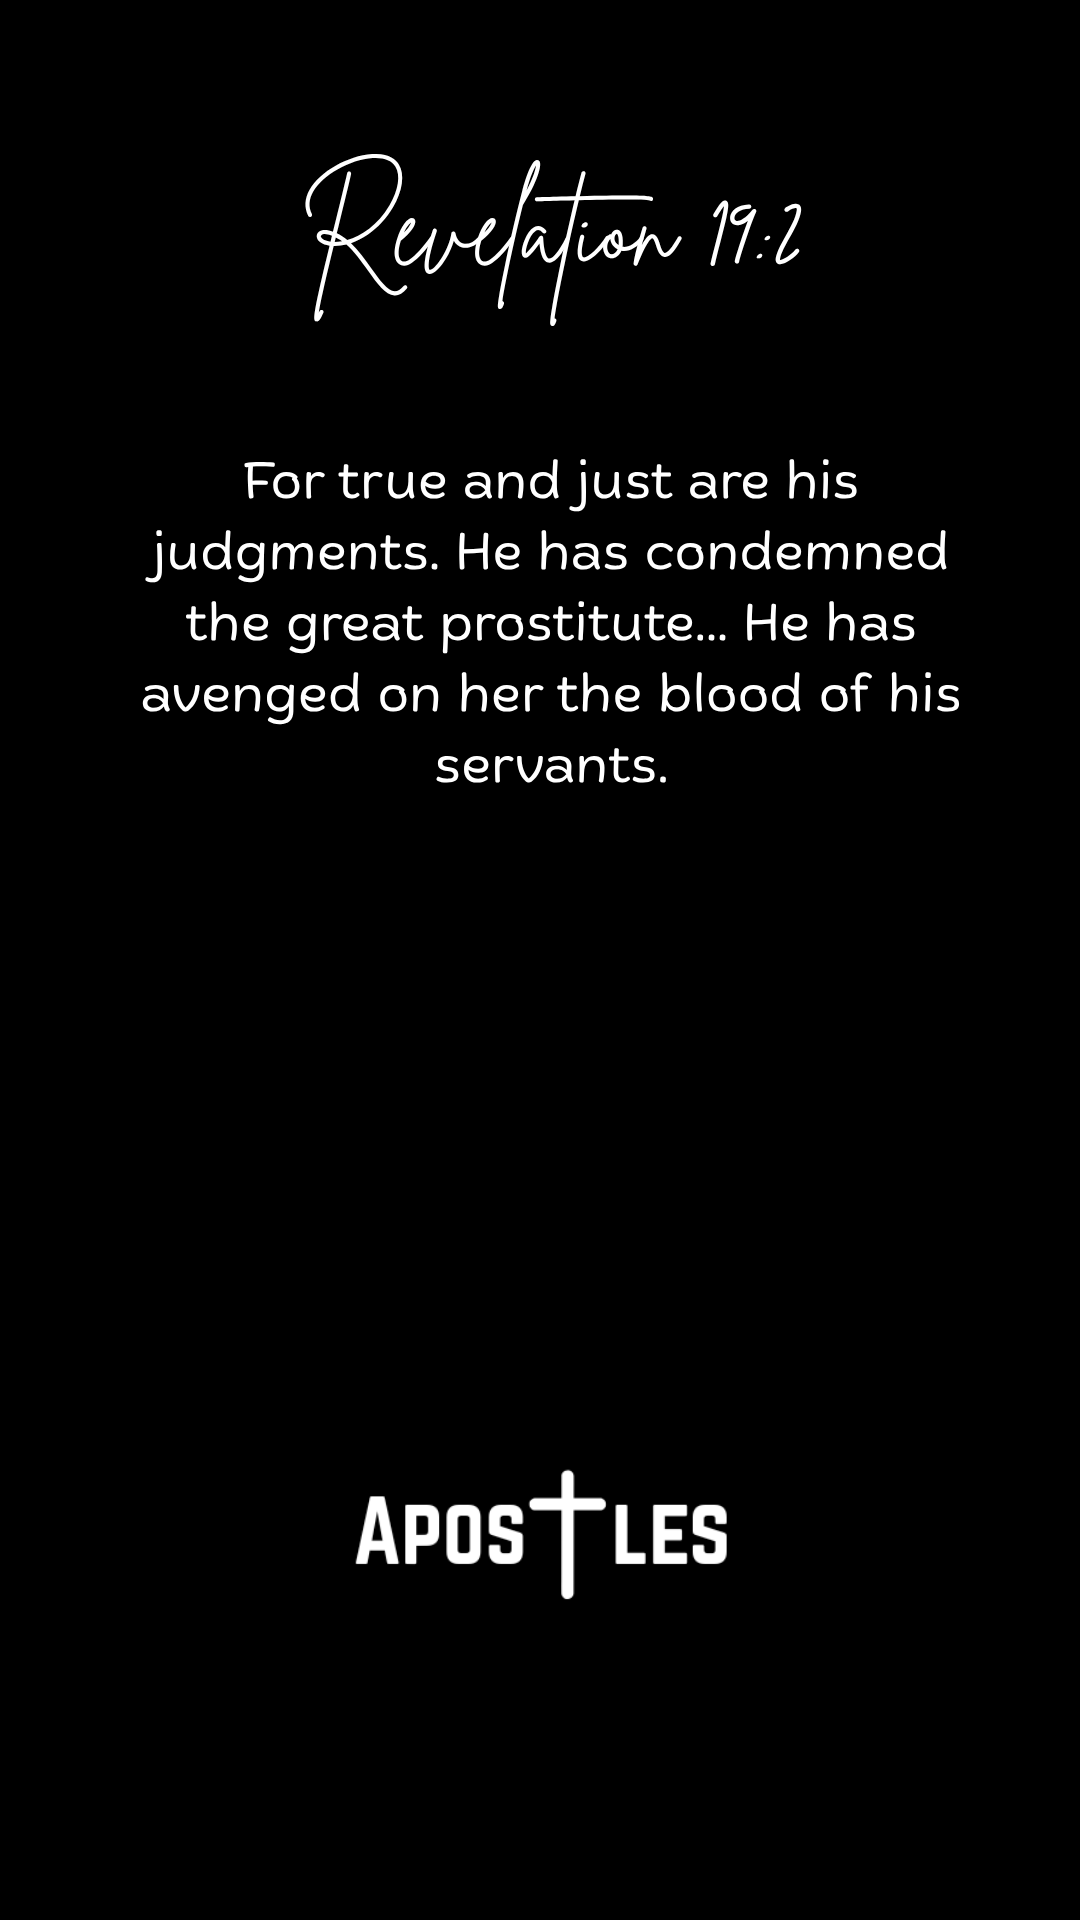 Revelation 19:2
For true and just are his
judgments. He has condemned
the great prostitute... He has
avenged on her the blood of his
servants.
Apostles